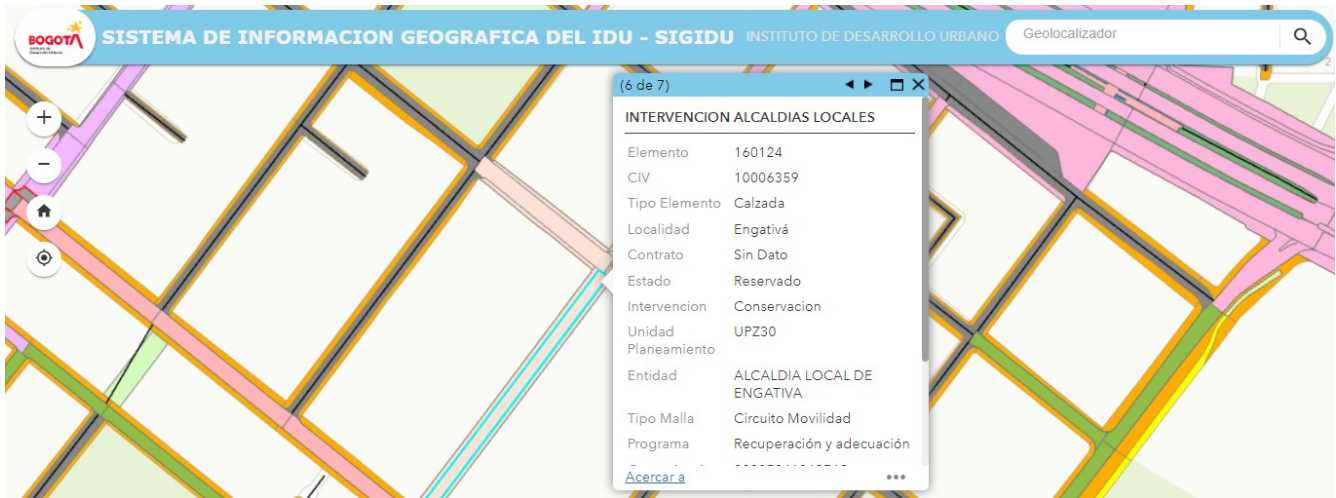 BOGOTÁ
SISTEMA DE INFORMACION GEOGRAFICA DEL IDU - SIGIDU INSTITUTO DE DESARROLLO URBANO
Geolocalizador
2
(6 de 7)
INTERVENCION ALCALDIAS LOCALES
Elemento 160124
CIV 10006359
Tipo Elemento Calzada
Localidad Engativá
Contrato Sin Dato
Estado Reservado
Intervencion Conservacion
Unidad Planeamiento UPZ30
Entidad ALCALDIA LOCAL DE
ENGATIVA
Tipo Malla Circuito Movilidad
Programa Recuperación y adecuación
Acercar a